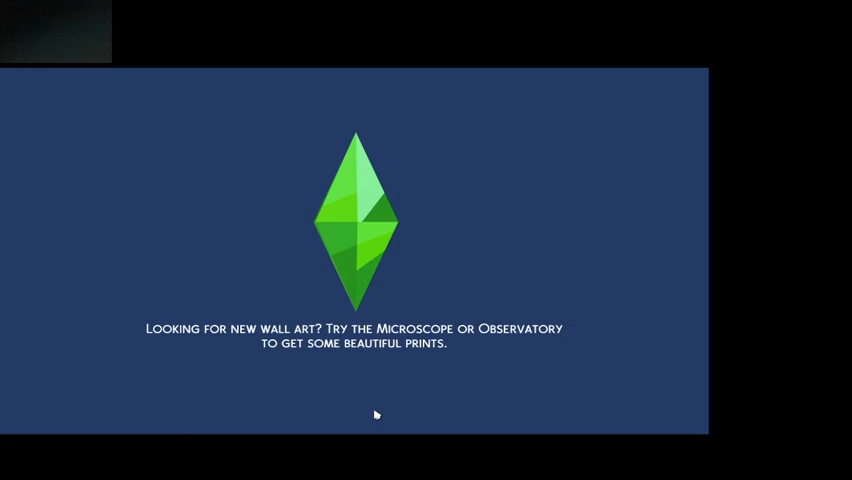 Looking for new wall art? Try the Microscope or Observatory
to get some beautiful prints.